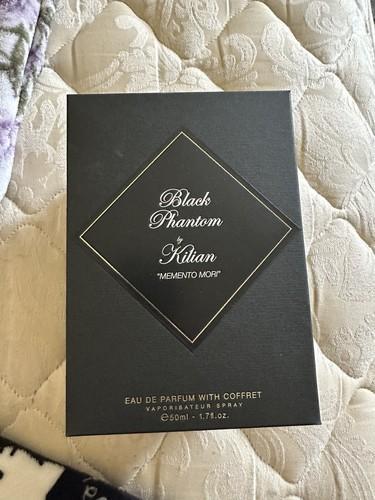 Black
Phantom
by
Kilian
"MEMENTO MORI"
EAU DE PARFUM WITH COFFRET
VAPORISATEUR SPRAY
℮50ml - 1.7fl.oz.